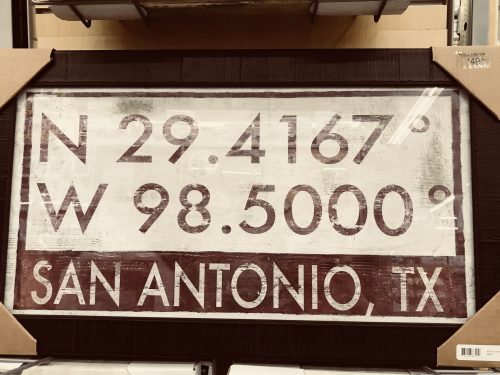 N 29.4167°
W 98.5000°
SAN ANTONIO, TX